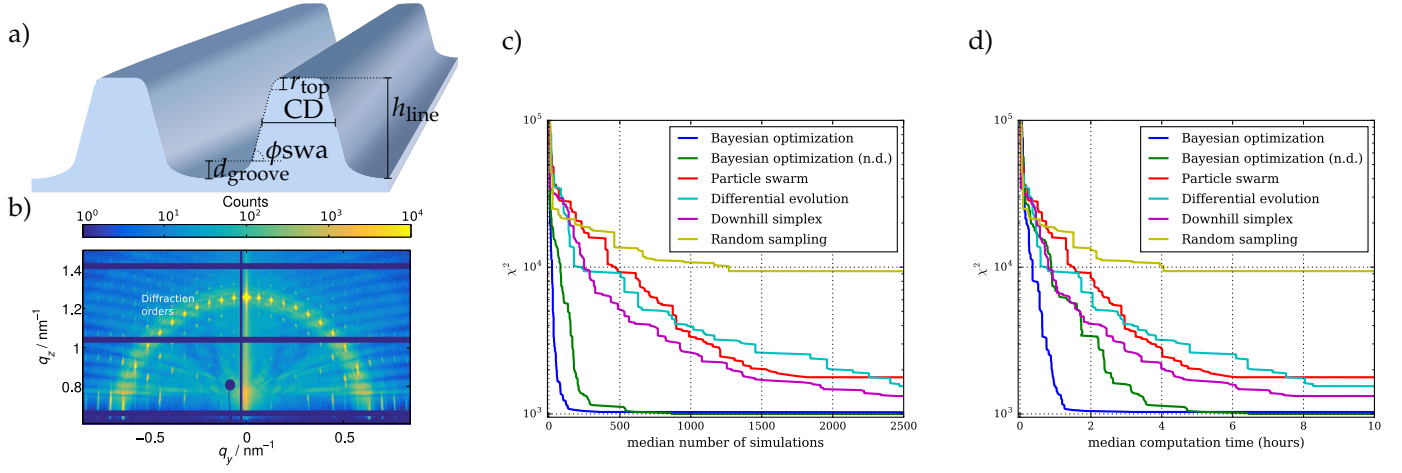 a)
r_top
CD
h_line
ϕswa
d_groove
b)
Counts
10^0 10^1 10^2 10^3 10^4
Diffraction
orders
q_z / nm^−1
1.4
1.2
1
0.8
−0.5 0 0.5
q_y / nm^−1
c)
10^5
10^4
10^3
χ^2
Bayesian optimization
Bayesian optimization (n.d.)
Particle swarm
Differential evolution
Downhill simplex
Random sampling
0 500 1000 1500 2000 2500
median number of simulations
d)
10^5
10^4
10^3
χ^2
Bayesian optimization
Bayesian optimization (n.d.)
Particle swarm
Differential evolution
Downhill simplex
Random sampling
0 2 4 6 8 10
median computation time (hours)